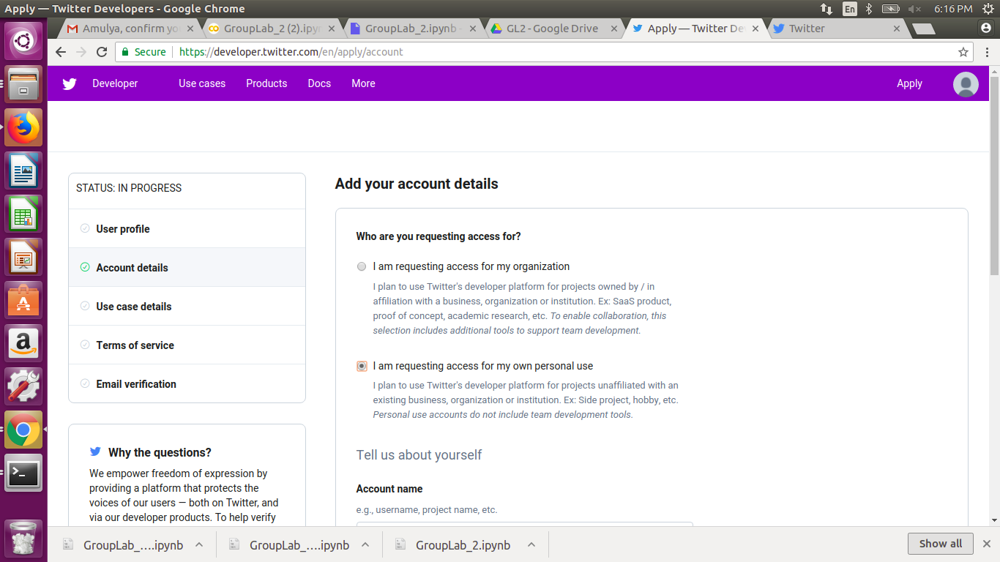 Apply — Twitter Developers - Google Chrome
En
6:16 PM
Amulya, confirm yo
GroupLab_2 (2).ipyn
GroupLab_2.ipynb -
GL2 - Google Drive
Apply — Twitter De
Twitter
Secure
https://developer.twitter.com/en/apply/account
Developer
Use cases
Products
Docs
More
Apply
STATUS: IN PROGRESS
User profile
Account details
Use case details
Terms of service
Email verification
Why the questions?
We empower freedom of expression by
providing a platform that protects the
voices of our users — both on Twitter, and
via our developer products. To help verify
Add your account details
Who are you requesting access for?
I am requesting access for my organization
I plan to use Twitter's developer platform for projects owned by / in
affiliation with a business, organization or institution. Ex: SaaS product,
proof of concept, academic research, etc. To enable collaboration, this
selection includes additional tools to support team development.
I am requesting access for my own personal use
I plan to use Twitter's developer platform for projects unaffiliated with an
existing business, organization or institution. Ex: Side project, hobby, etc.
Personal use accounts do not include team development tools.
Tell us about yourself
Account name
e.g., username, project name, etc.
GroupLab_....ipynb
GroupLab_....ipynb
GroupLab_2.ipynb
Show all